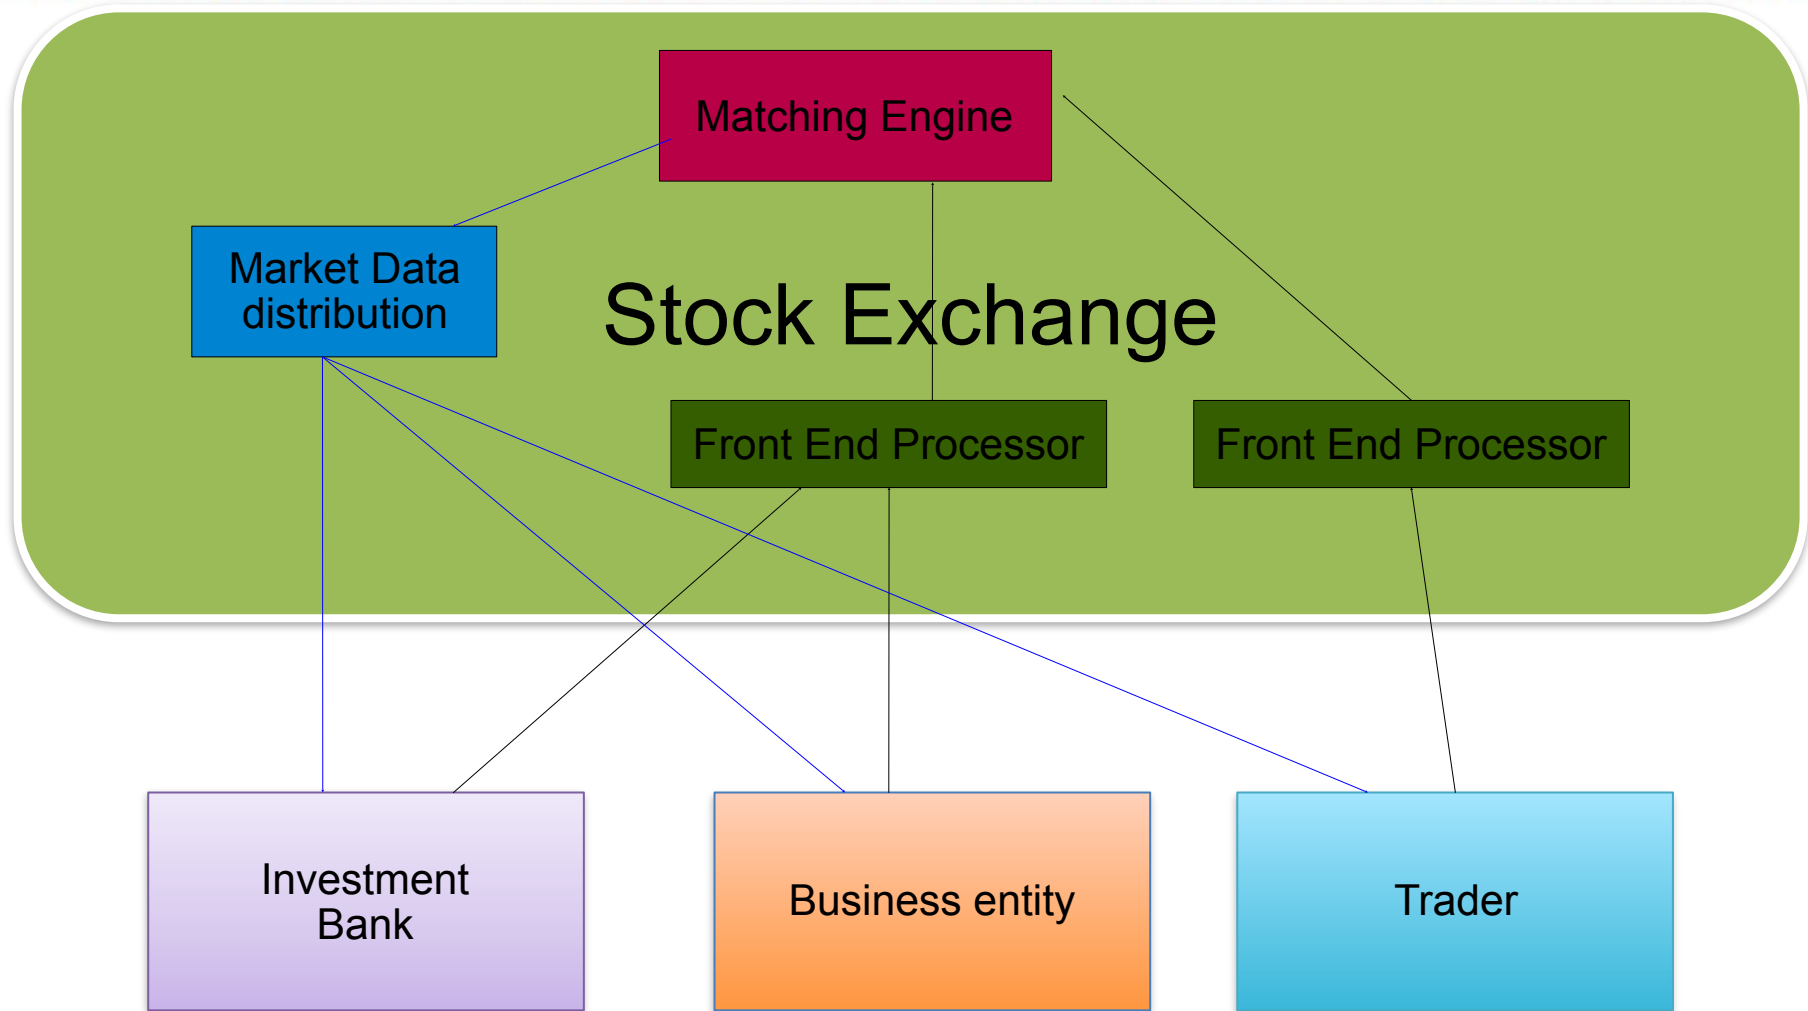 Matching Engine
Market Data
distribution
Stock Exchange
Front End Processor
Front End Processor
Investment
Bank
Business entity
Trader